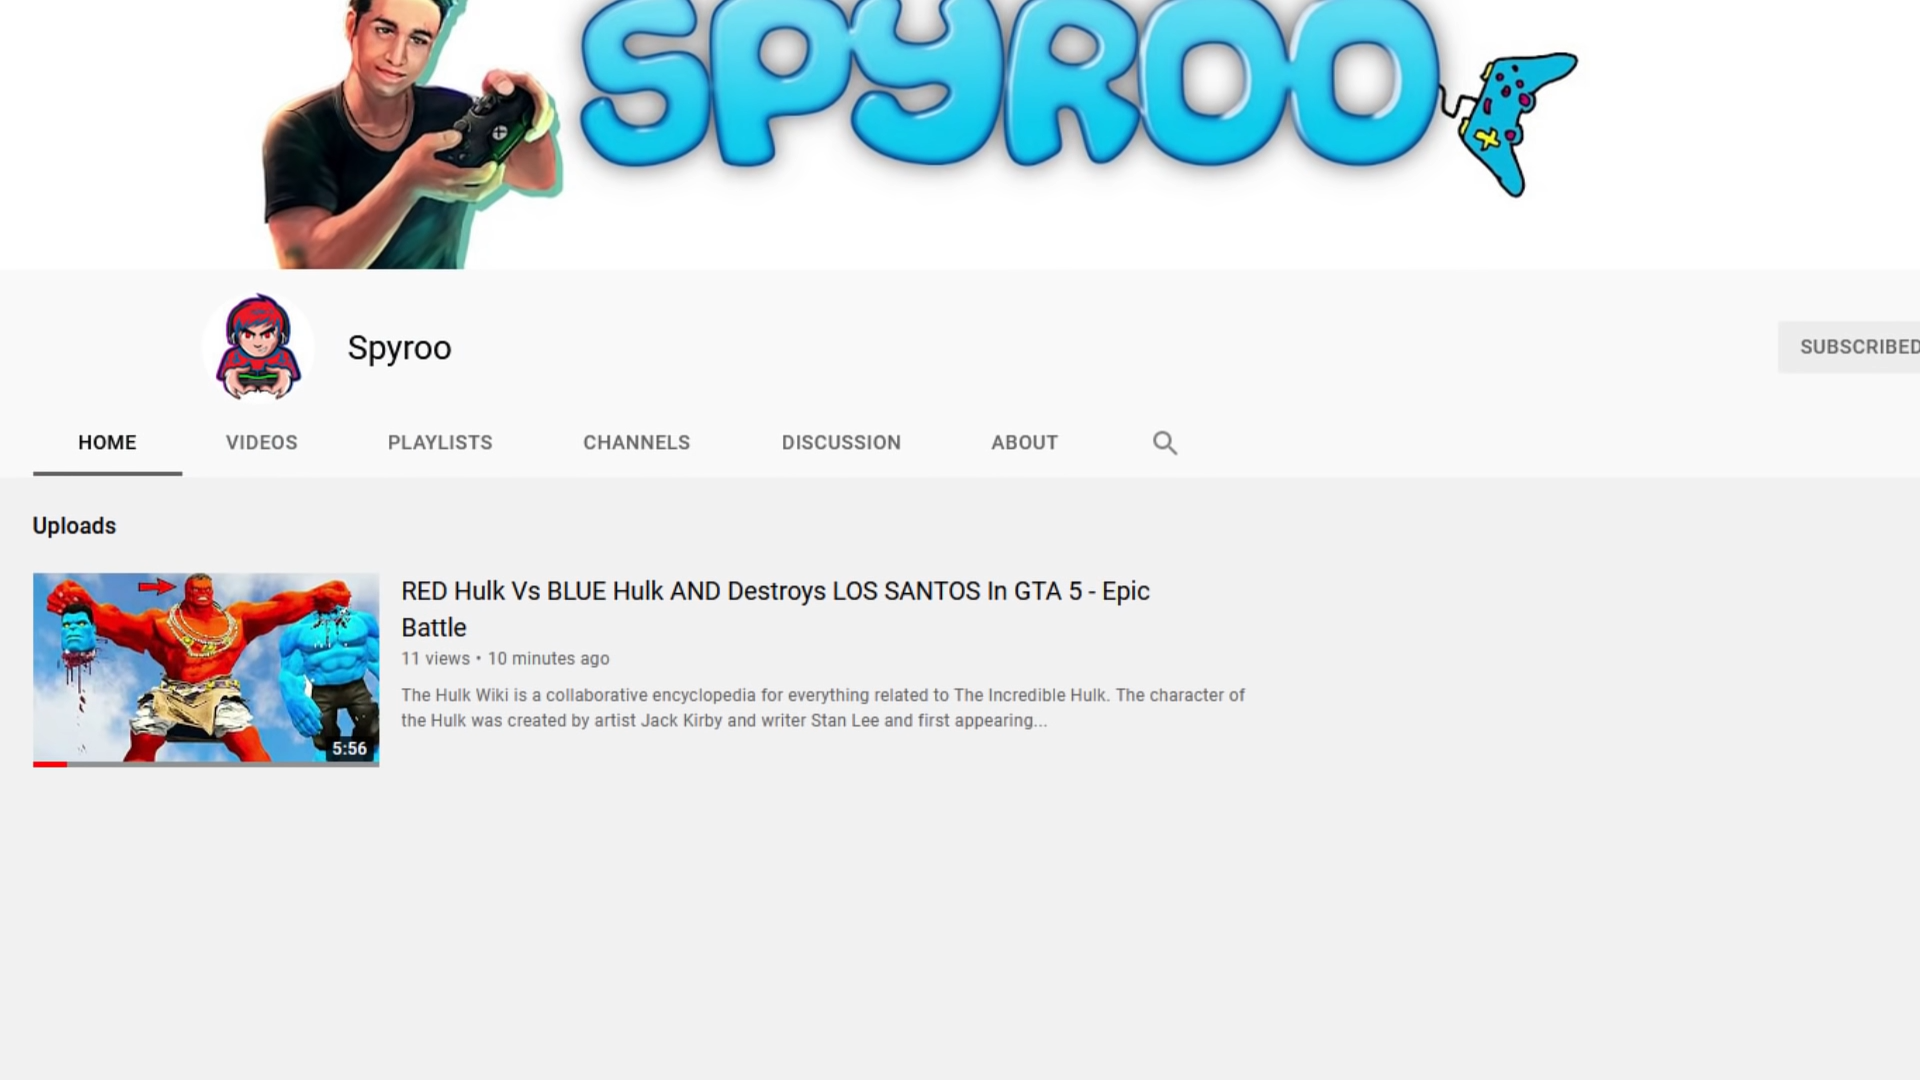 SPYROO
Spyroo
SUBSCRIBED
HOME VIDEOS PLAYLISTS CHANNELS DISCUSSION ABOUT
Uploads
RED Hulk Vs BLUE Hulk AND Destroys LOS SANTOS In GTA 5 - Epic
Battle
11 views • 10 minutes ago
The Hulk Wiki is a collaborative encyclopedia for everything related to The Incredible Hulk. The character of
the Hulk was created by artist Jack Kirby and writer Stan Lee and first appearing...
5:56